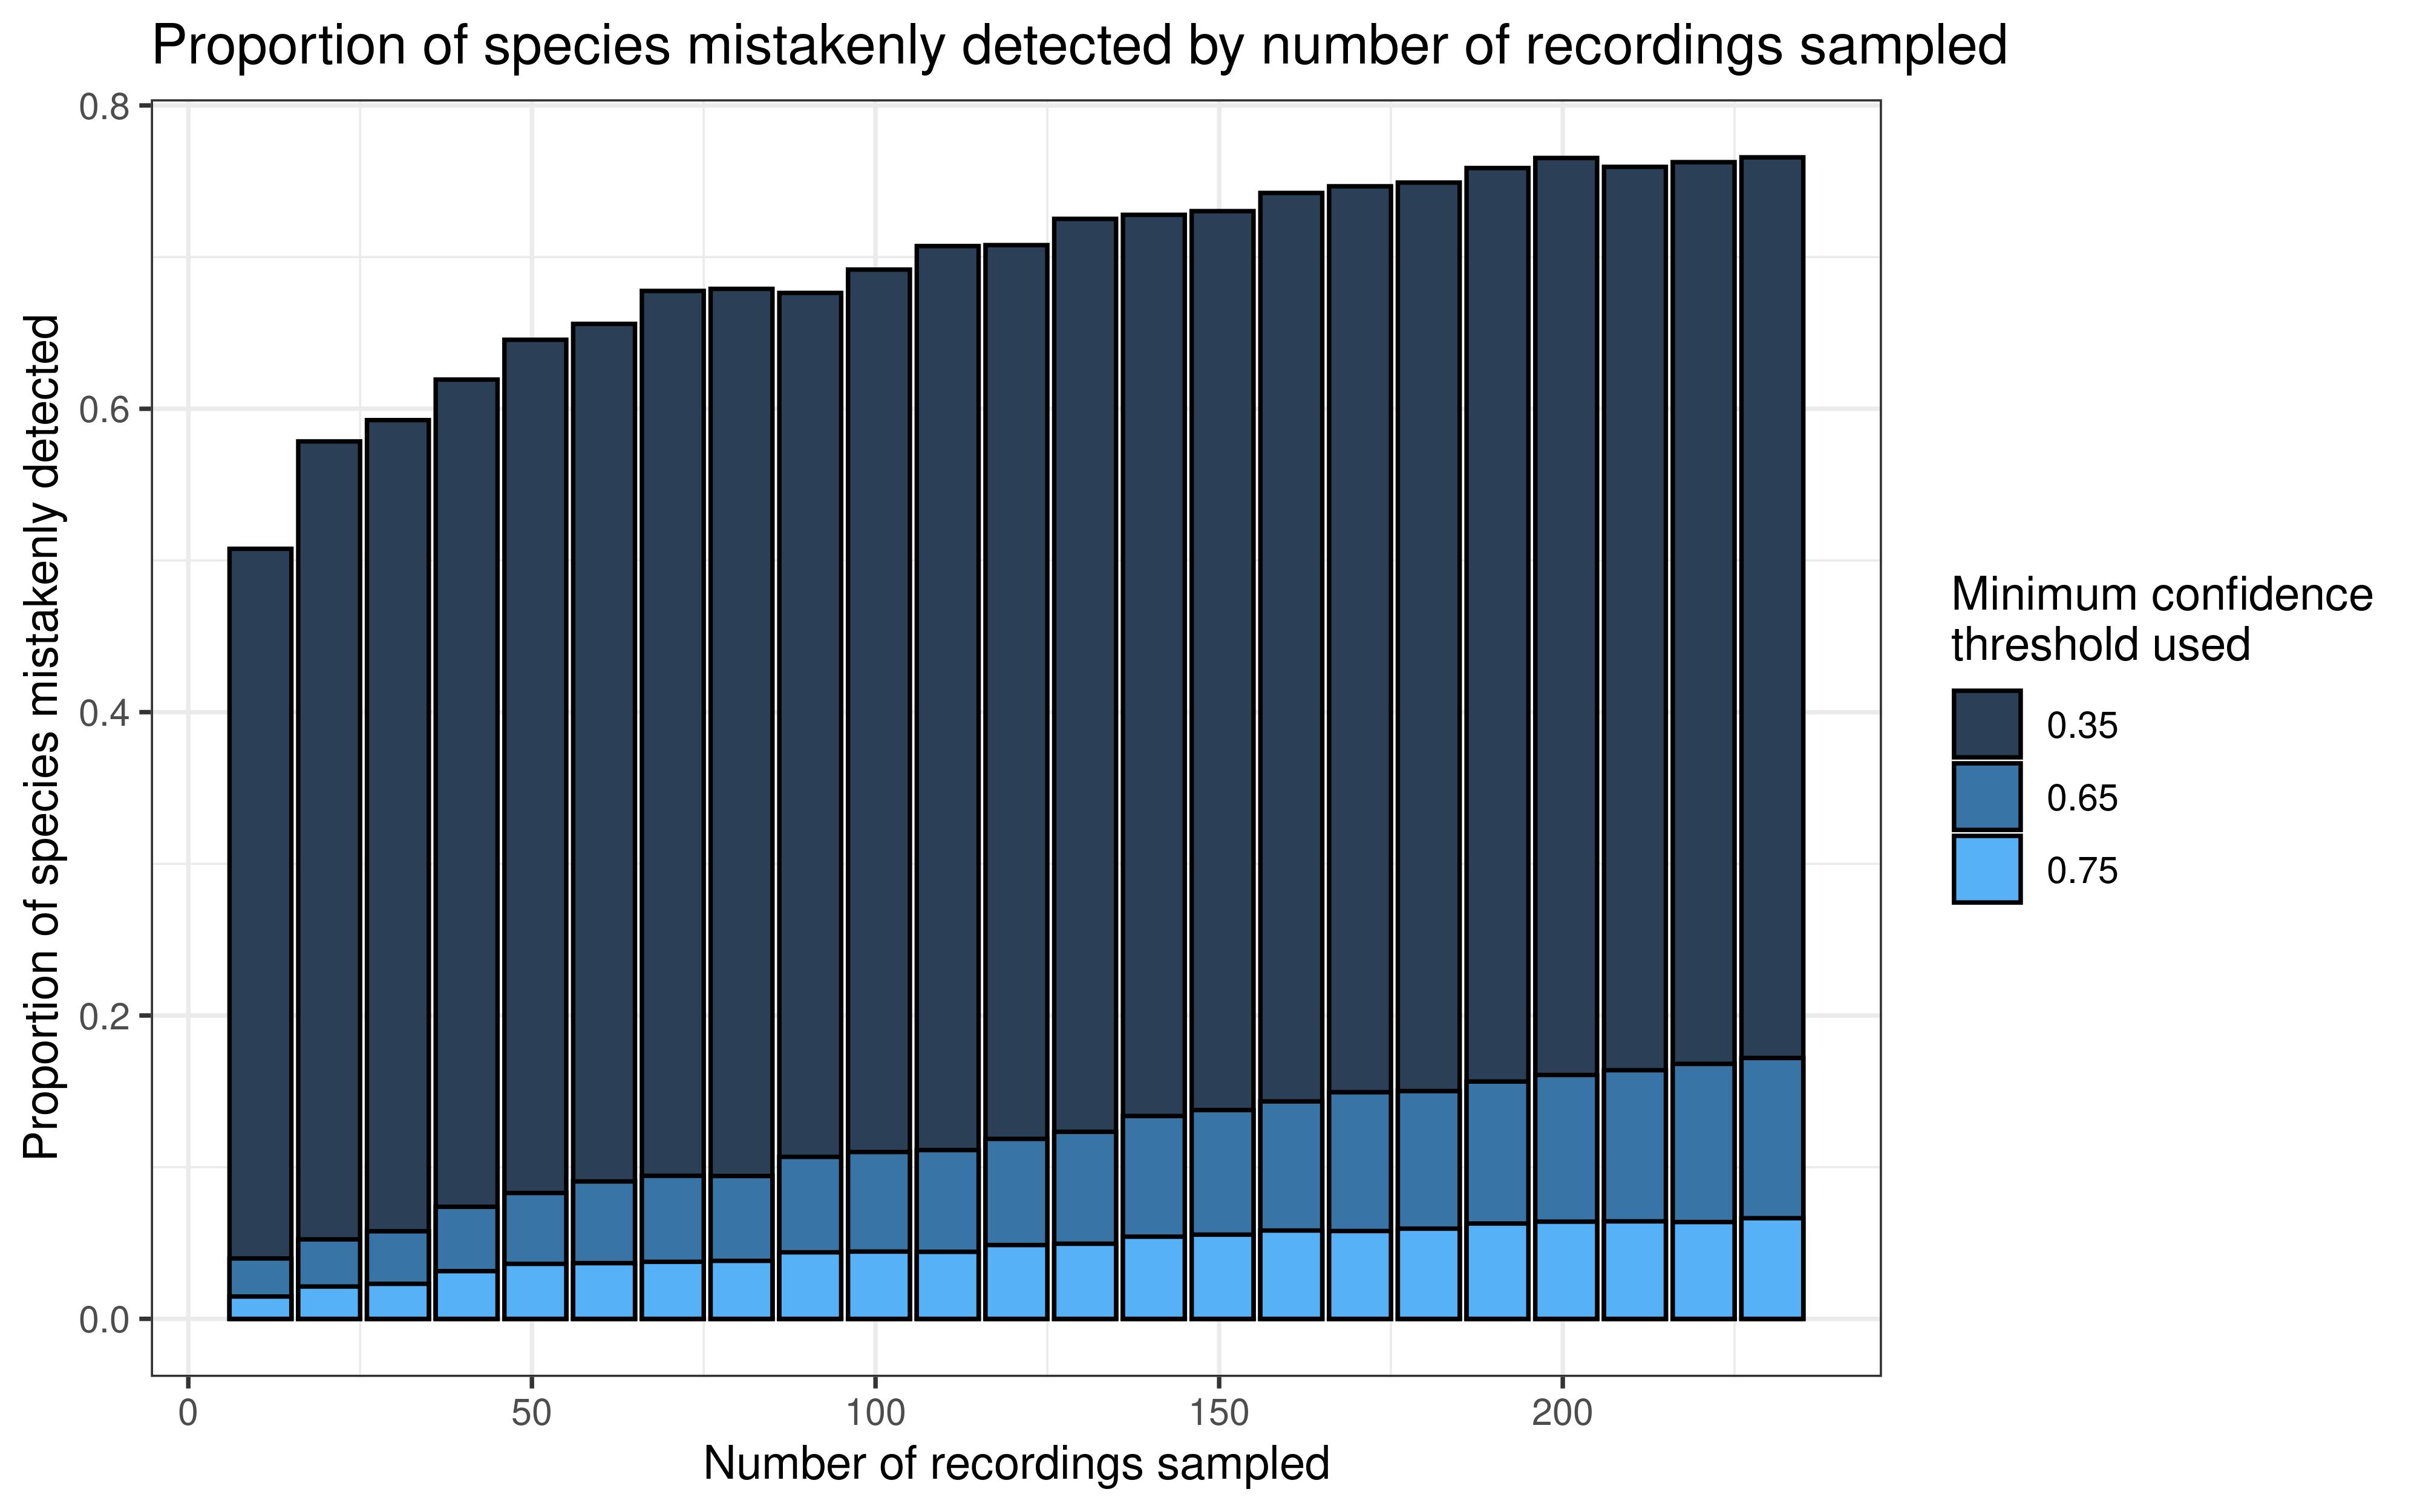 Proportion of species mistakenly detected by number of recordings sampled
Proportion of species mistakenly detected
0.8
0.6
0.4
0.2
0.0
0
50
100
150
200
Number of recordings sampled
Minimum confidence
threshold used
0.35
0.65
0.75